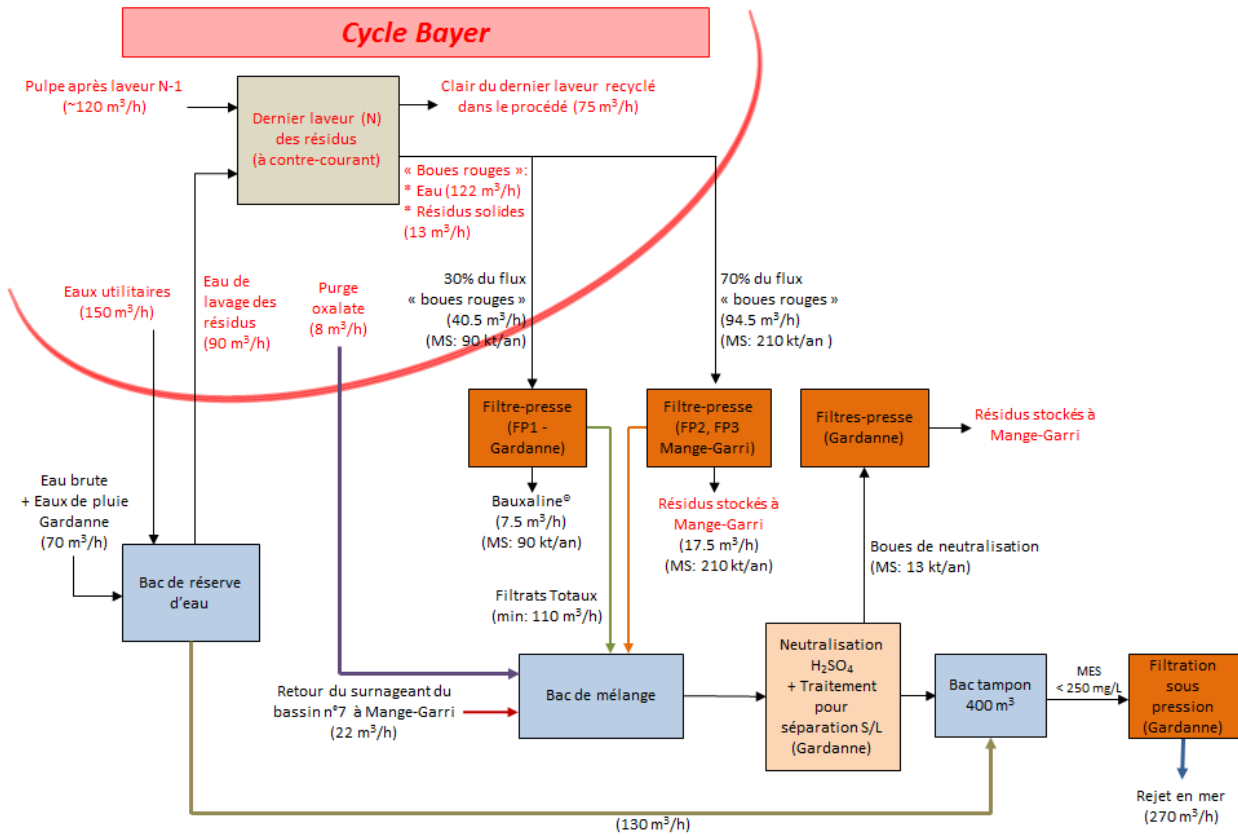 Cycle Bayer
Pulpe après laveur N-1
(~120 m³/h)
Dernier laveur (N)
des résidus
(à contre-courant)
Clair du dernier laveur recyclé
dans le procédé (75 m³/h)
« Boues rouges »:
* Eau (122 m³/h)
* Résidus solides
(13 m³/h)
Eaux utilitaires
(150 m³/h)
Eau de
lavage des
résidus
(90 m³/h)
Purge
oxalate
(8 m³/h)
30% du flux
« boues rouges »
(40.5 m³/h)
(MS: 90 kt/an)
70% du flux
« boues rouges »
(94.5 m³/h)
(MS: 210 kt/an )
Filtre-presse
(FP1 -
Gardanne)
Filtre-presse
(FP2, FP3
Mange-Garri)
Filtres-presse
(Gardanne)
Résidus stockés à
Mange-Garri
Eau brute
+ Eaux de pluie
Gardanne
(70 m³/h)
Bauxaline®
(7.5 m³/h)
(MS: 90 kt/an)
Résidus stockés à
Mange-Garri
(17.5 m³/h)
(MS: 210 kt/an)
Boues de neutralisation
(MS: 13 kt/an)
Bac de réserve
d'eau
Filtrats Totaux
(min: 110 m³/h)
Retour du surnageant du
bassin n°7 à Mange-Garri
(22 m³/h)
Bac de mélange
Neutralisation
H₂SO₄
+ Traitement
pour
séparation S/L
(Gardanne)
Bac tampon
400 m³
MES
< 250 mg/L
Filtration
sous
pression
(Gardanne)
Rejet en mer
(270 m³/h)
(130 m³/h)